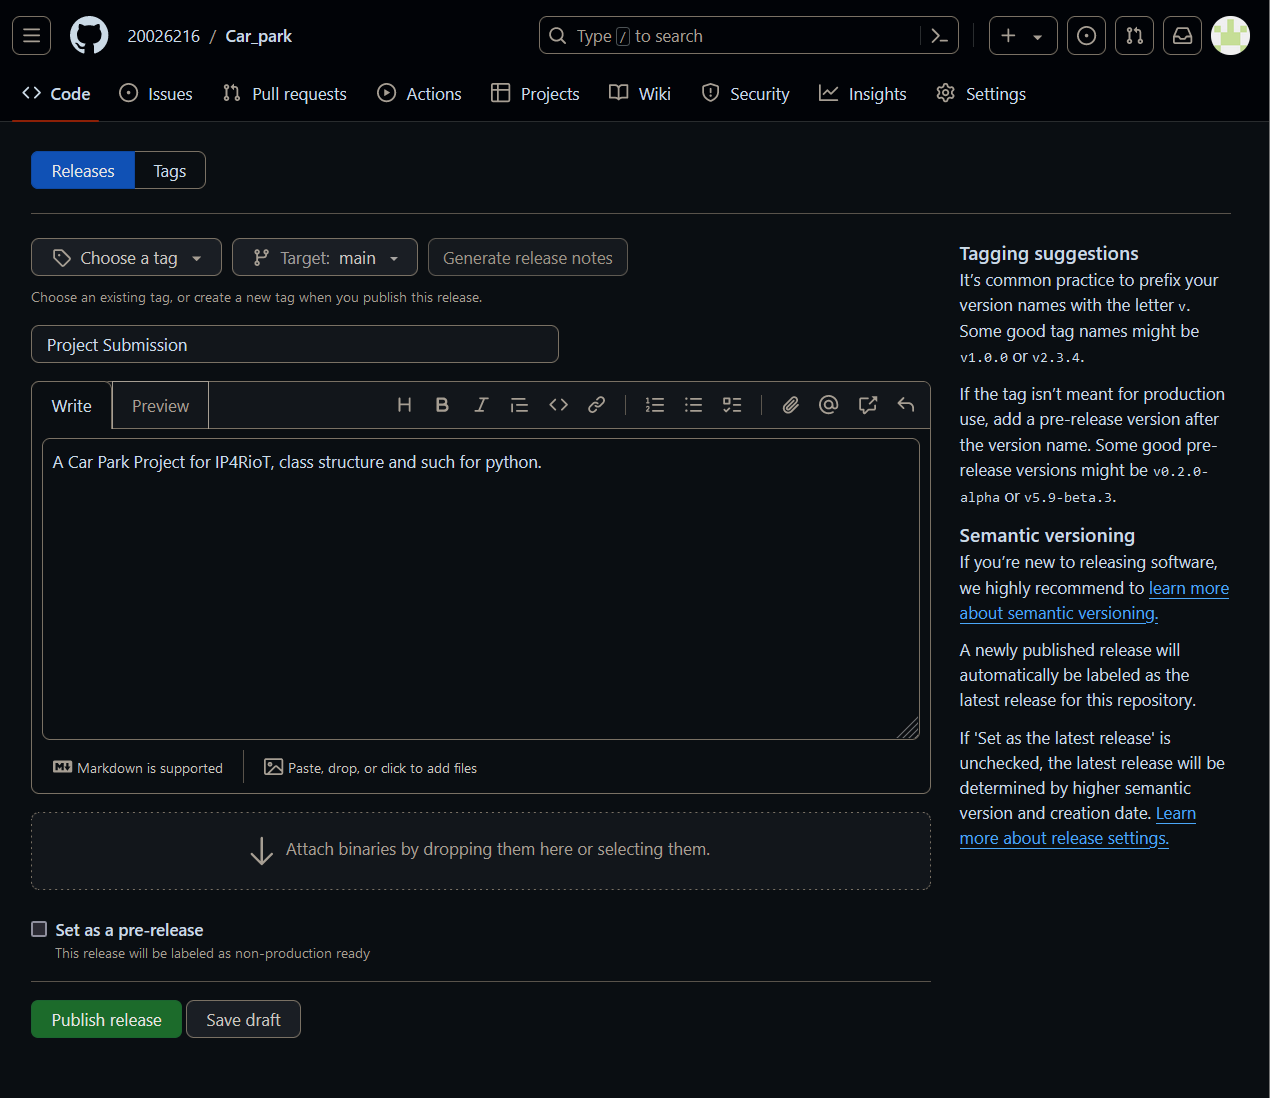 20026216 / Car_park
Type / to search
Code
Issues
Pull requests
Actions
Projects
Wiki
Security
Insights
Settings
Releases
Tags
Choose a tag
Target: main
Generate release notes
Choose an existing tag, or create a new tag when you publish this release.
Project Submission
Write
Preview
A Car Park Project for IP4RioT, class structure and such for python.
Markdown is supported
Paste, drop, or click to add files
Attach binaries by dropping them here or selecting them.
Set as a pre-release
This release will be labeled as non-production ready
Publish release
Save draft
Tagging suggestions
It’s common practice to prefix your
version names with the letter v.
Some good tag names might be
v1.0.0 or v2.3.4.
If the tag isn’t meant for production
use, add a pre-release version after
the version name. Some good pre-
release versions might be v0.2.0-
alpha or v5.9-beta.3.
Semantic versioning
If you’re new to releasing software,
we highly recommend to learn more
about semantic versioning.
A newly published release will
automatically be labeled as the
latest release for this repository.
If 'Set as the latest release' is
unchecked, the latest release will be
determined by higher semantic
version and creation date. Learn
more about release settings.